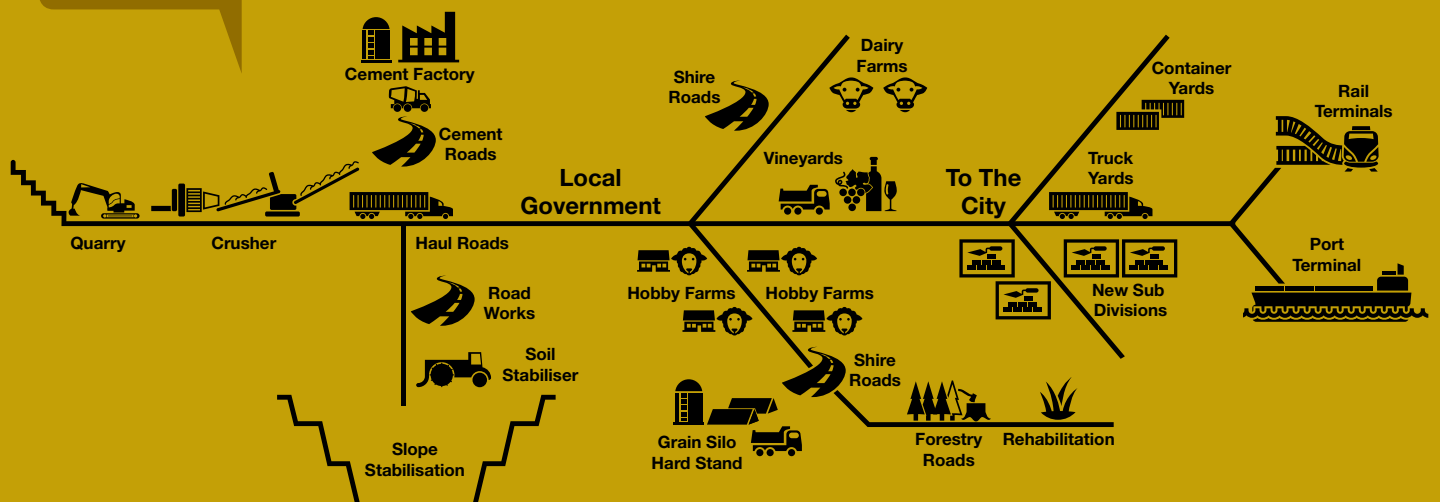 Cement Factory
Cement
Roads
Quarry
Crusher
Haul Roads
Road
Works
Soil
Stabiliser
Slope
Stabilisation
Local
Government
Shire
Roads
Dairy
Farms
Vineyards
Hobby Farms
Hobby Farms
Shire
Roads
Grain Silo
Hard Stand
Forestry
Roads
Rehabilitation
To The
City
Container
Yards
Truck
Yards
New Sub
Divisions
Rail
Terminals
Port
Terminal